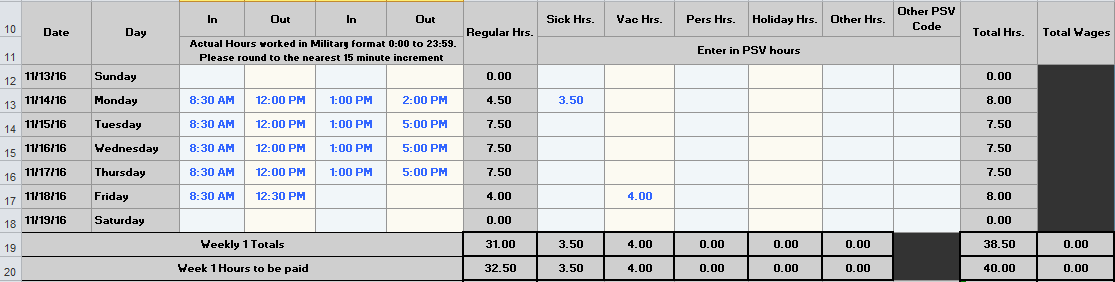 10 Date Day In Out In Out Regular Hrs. Sick Hrs. Vac Hrs. Pers Hrs. Holiday Hrs. Other Hrs. Other PSV Code Total Hrs. Total Wages
11 Actual Hours worked in Military format 0:00 to 23:59. Please round to the nearest 15 minute increment Enter in PSV hours
12 11/13/16 Sunday 0.00 0.00
13 11/14/16 Monday 8:30 AM 12:00 PM 1:00 PM 2:00 PM 4.50 3.50 8.00
14 11/15/16 Tuesday 8:30 AM 12:00 PM 1:00 PM 5:00 PM 7.50 7.50
15 11/16/16 Wednesday 8:30 AM 12:00 PM 1:00 PM 5:00 PM 7.50 7.50
16 11/17/16 Thursday 8:30 AM 12:00 PM 1:00 PM 5:00 PM 7.50 7.50
17 11/18/16 Friday 8:30 AM 12:30 PM 4.00 4.00 8.00
18 11/19/16 Saturday 0.00 0.00
19 Weekly 1 Totals 31.00 3.50 4.00 0.00 0.00 0.00 38.50 0.00
20 Week 1 Hours to be paid 32.50 3.50 4.00 0.00 0.00 0.00 40.00 0.00